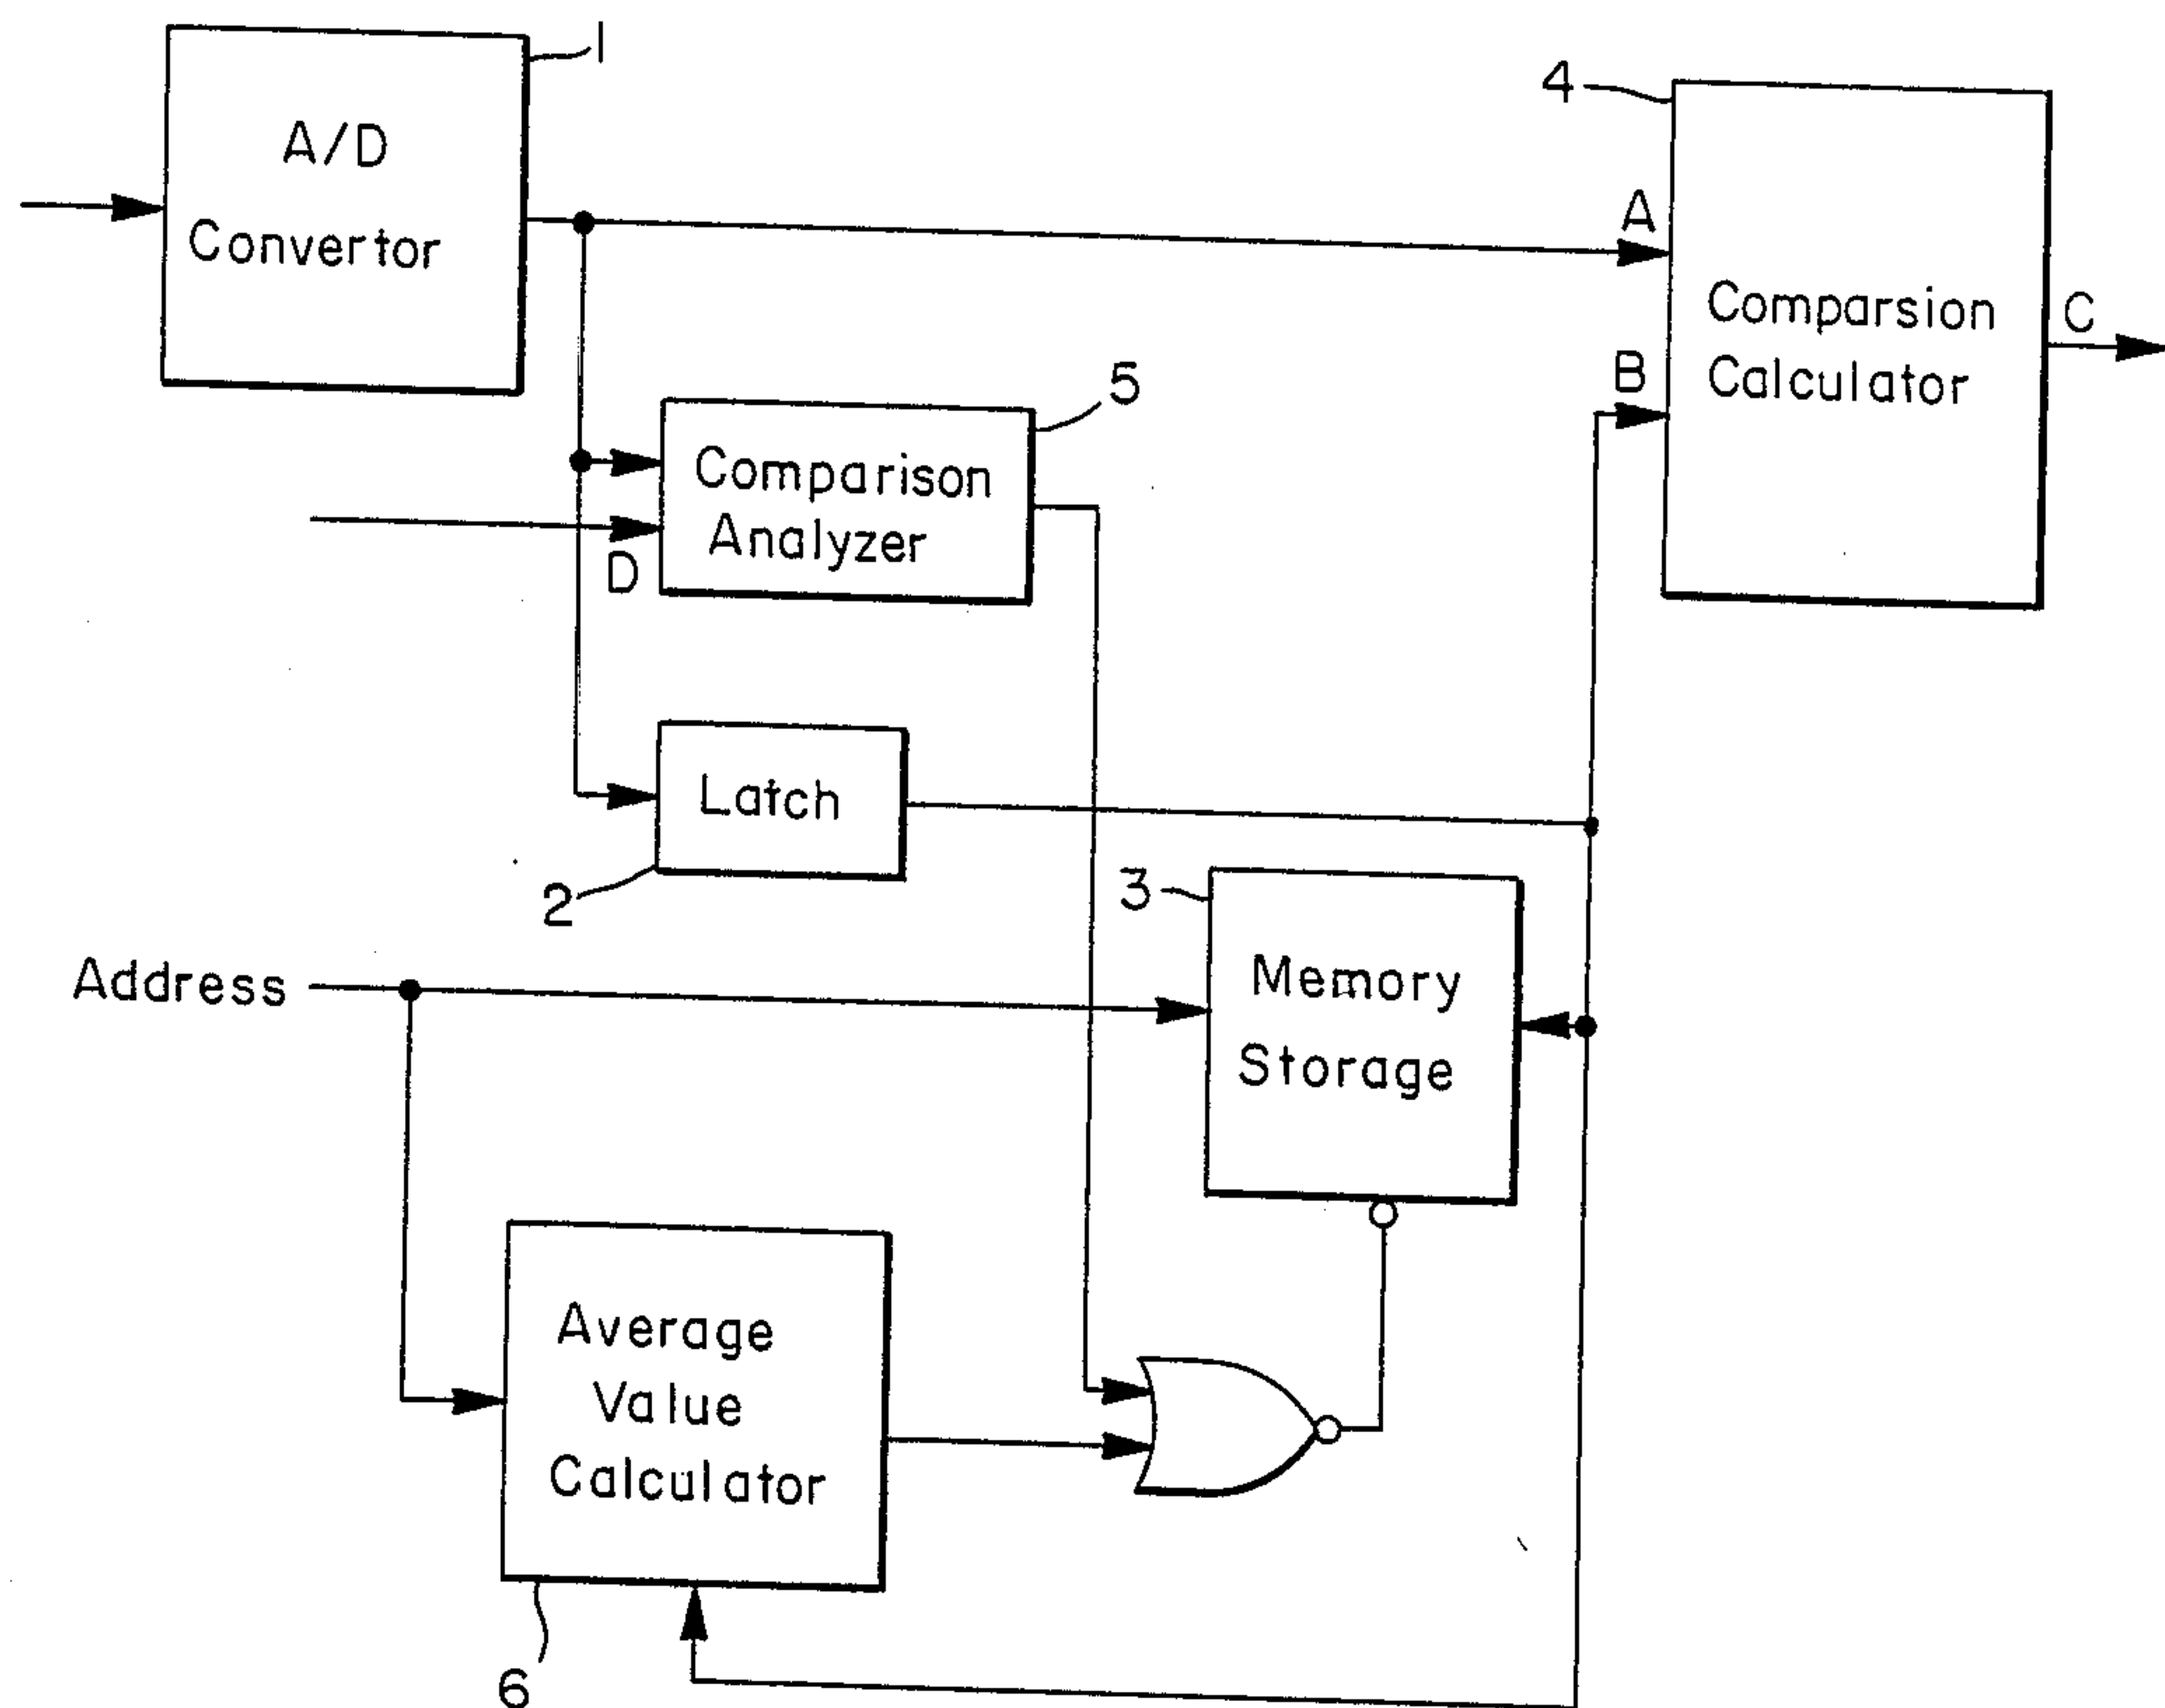 1
A/D
Convertor
4
A
Comparsion
Calculator
B
C
5
Comparison
Analyzer
D
Latch
2
3
Memory
Storage
Address
Average
Value
Calculator
6